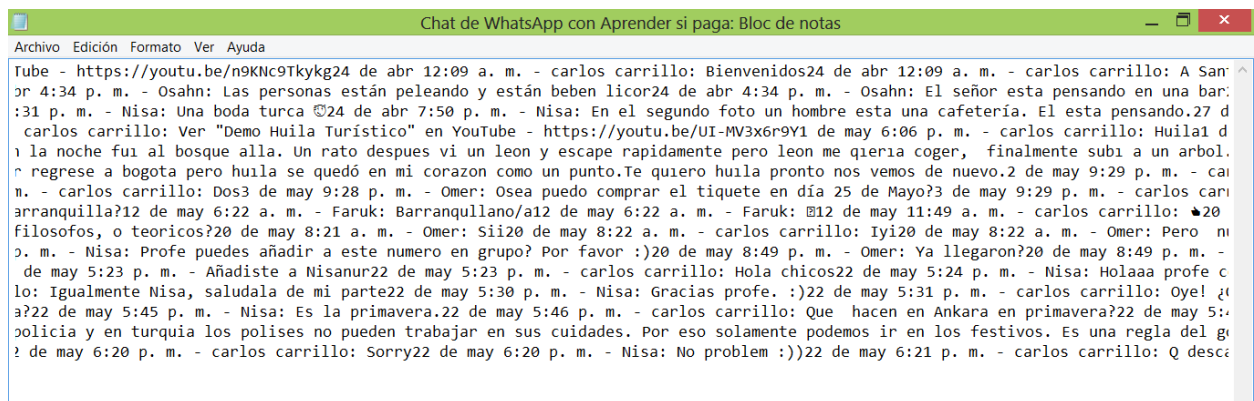 Chat de WhatsApp con Aprender si paga: Bloc de notas
Archivo Edición Formato Ver Ayuda
Tube - https://youtu.be/n9KNc9Tkykg24 de abr 12:09 a. m. - carlos carrillo: Bienvenidos24 de abr 12:09 a. m. - carlos carrillo: A San
or 4:34 p. m. - Osahn: Las personas están peleando y están beben licor24 de abr 4:34 p. m. - Osahn: El señor esta pensando en una bar
:31 p. m. - Nisa: Una boda turca 24 de abr 7:50 p. m. - Nisa: En el segundo foto un hombre esta una cafetería. El esta pensando.27 d
carlos carrillo: Ver "Demo Huila Turístico" en YouTube - https://youtu.be/UI-MV3x6r9Y1 de may 6:06 p. m. - carlos carrillo: Huila1 d
la noche fuı al bosque alla. Un rato despues vi un leon y escape rapidamente pero leon me qıerıa coger, finalmente subı a un arbol.
r regrese a bogota pero huıla se quedó en mi corazon como un punto.Te quıero huıla pronto nos vemos de nuevo.2 de may 9:29 p. m. - ca
m. - carlos carrillo: Dos3 de may 9:28 p. m. - Omer: Osea puedo comprar el tiquete en día 25 de Mayo?3 de may 9:29 p. m. - carlos car
arranquilla?12 de may 6:22 a. m. - Faruk: Barranqullano/a12 de may 6:22 a. m. - Faruk: 12 de may 11:49 a. m. - carlos carrillo: 20
filosofos, o teoricos?20 de may 8:21 a. m. - Omer: Sii20 de may 8:22 a. m. - carlos carrillo: Iyi20 de may 8:22 a. m. - Omer: Pero
p. m. - Nisa: Profe puedes añadir a este numero en grupo? Por favor :)20 de may 8:49 p. m. - Omer: Ya llegaron?20 de may 8:49 p. m. -
de may 5:23 p. m. - Añadiste a Nisanur22 de may 5:23 p. m. - carlos carrillo: Hola chicos22 de may 5:24 p. m. - Nisa: Holaaa profe c
lo: Igualmente Nisa, saludala de mi parte22 de may 5:30 p. m. - Nisa: Gracias profe. :)22 de may 5:31 p. m. - carlos carrillo: Oye! ¿
a?22 de may 5:45 p. m. - Nisa: Es la primavera.22 de may 5:46 p. m. - carlos carrillo: Que hacen en Ankara en primavera?22 de may 5:4
policia y en turquia los polises no pueden trabajar en sus cuidades. Por eso solamente podemos ir en los festivos. Es una regla del g
2 de may 6:20 p. m. - carlos carrillo: Sorry22 de may 6:20 p. m. - Nisa: No problem :))22 de may 6:21 p. m. - carlos carrillo: Q desca